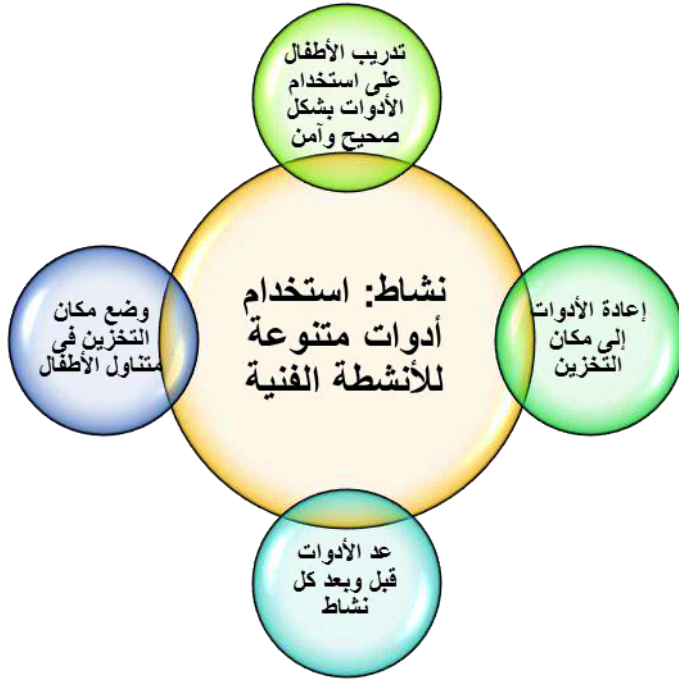 تدريب الأطفال
على استخدام
الأدوات بشكل
صحيح وآمن
نشاط: استخدام
أدوات متنوعة
للأنشطة الفنية
إعادة الأدوات
إلى مكان
التخزين
عد الأدوات
قبل وبعد كل
نشاط
وضع مكان
التخزين فى
متناول الأطفال